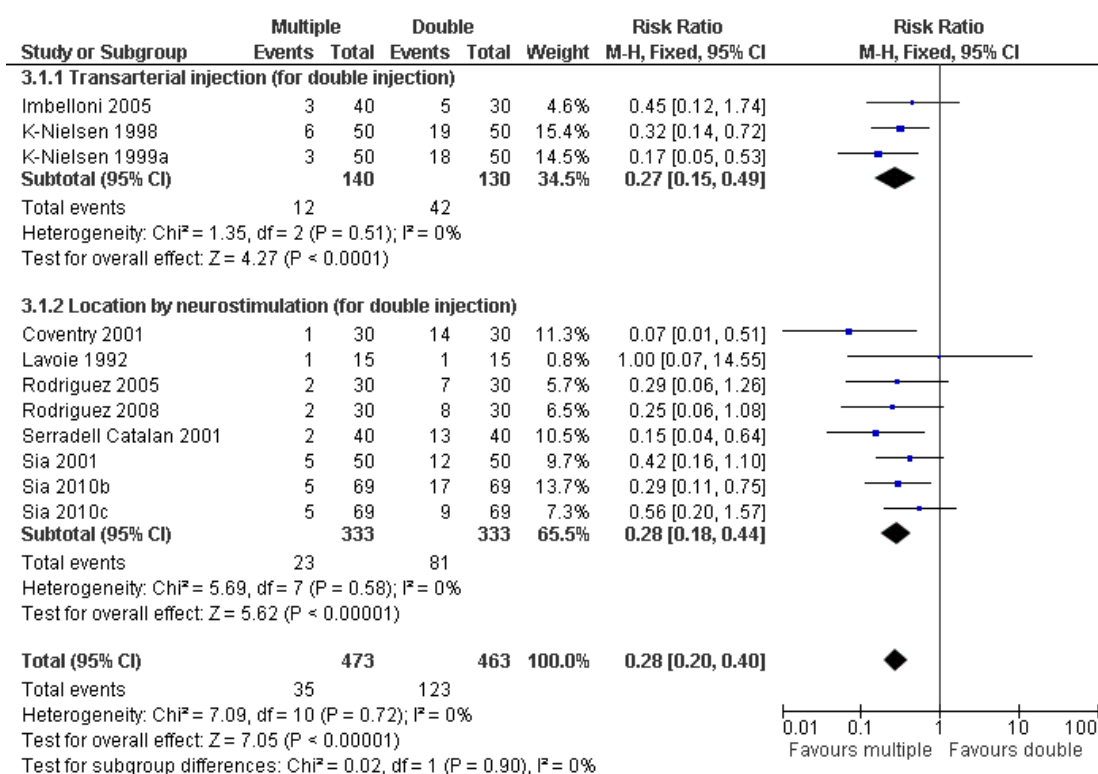 Multiple Double Risk Ratio Risk Ratio
Study or Subgroup Events Total Events Total Weight M-H, Fixed, 95% CI M-H, Fixed, 95% CI
3.1.1 Transarterial injection (for double injection)
Imbelloni 2005 3 40 5 30 4.6% 0.45 [0.12, 1.74]
K-Nielsen 1998 6 50 19 50 15.4% 0.32 [0.14, 0.72]
K-Nielsen 1999a 3 50 18 50 14.5% 0.17 [0.05, 0.53]
Subtotal (95% CI) 140 130 34.5% 0.27 [0.15, 0.49]
Total events 12 42
Heterogeneity: Chi² = 1.35, df = 2 (P = 0.51); I² = 0%
Test for overall effect: Z = 4.27 (P < 0.0001)
3.1.2 Location by neurostimulation (for double injection)
Coventry 2001 1 30 14 30 11.3% 0.07 [0.01, 0.51]
Lavoie 1992 1 15 1 15 0.8% 1.00 [0.07, 14.55]
Rodriguez 2005 2 30 7 30 5.7% 0.29 [0.06, 1.26]
Rodriguez 2008 2 30 8 30 6.5% 0.25 [0.06, 1.08]
Serradell Catalan 2001 2 40 13 40 10.5% 0.15 [0.04, 0.64]
Sia 2001 5 50 12 50 9.7% 0.42 [0.16, 1.10]
Sia 2010b 5 69 17 69 13.7% 0.29 [0.11, 0.75]
Sia 2010c 5 69 9 69 7.3% 0.56 [0.20, 1.57]
Subtotal (95% CI) 333 333 65.5% 0.28 [0.18, 0.44]
Total events 23 81
Heterogeneity: Chi² = 5.69, df = 7 (P = 0.58); I² = 0%
Test for overall effect: Z = 5.62 (P < 0.00001)
Total (95% CI) 473 463 100.0% 0.28 [0.20, 0.40]
Total events 35 123
Heterogeneity: Chi² = 7.09, df = 10 (P = 0.72); I² = 0%
Test for overall effect: Z = 7.05 (P < 0.00001)
Test for subgroup differences: Chi² = 0.02, df = 1 (P = 0.90), I² = 0%
0.01 0.1 1 10 100
Favours multiple Favours double